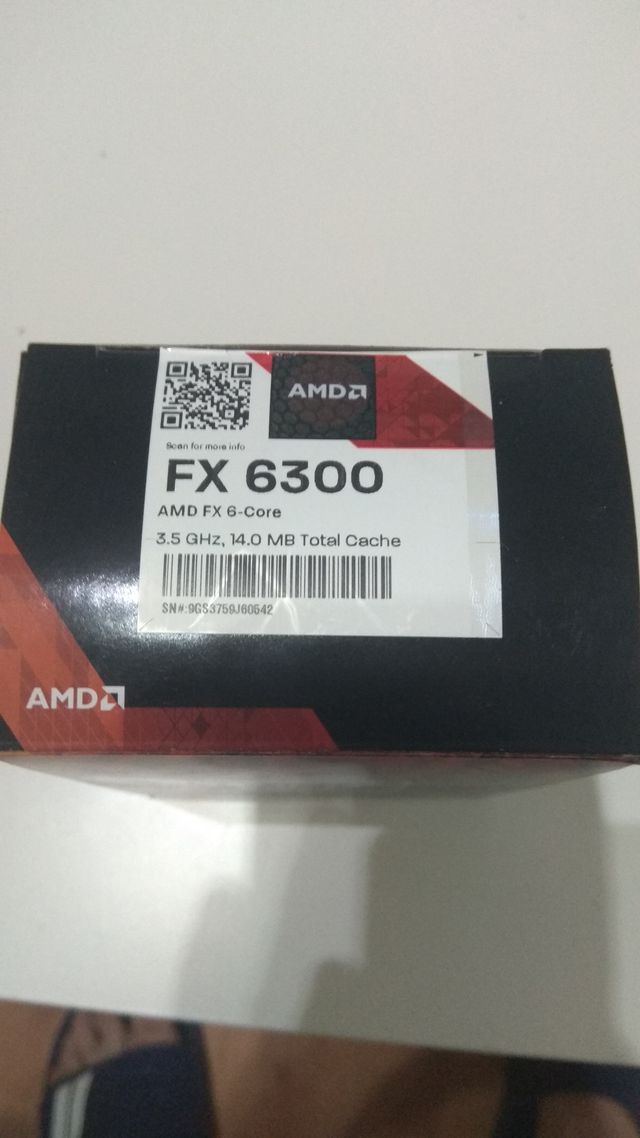 AMD
Scan for more info
FX 6300
AMD FX 6-Core
3.5 GHz, 14.0 MB Total Cache
SN#:9GS3759J60542
AMD